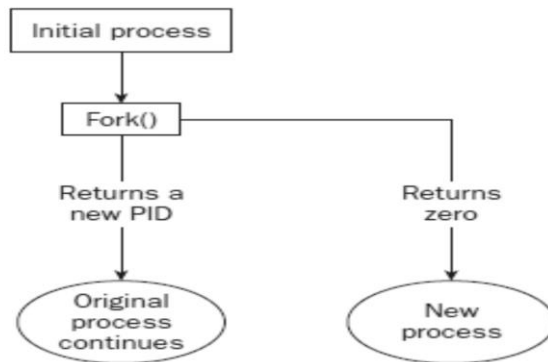 Initial process
Fork()
Returns a
new PID
Returns
zero
Original
process
continues
New
process